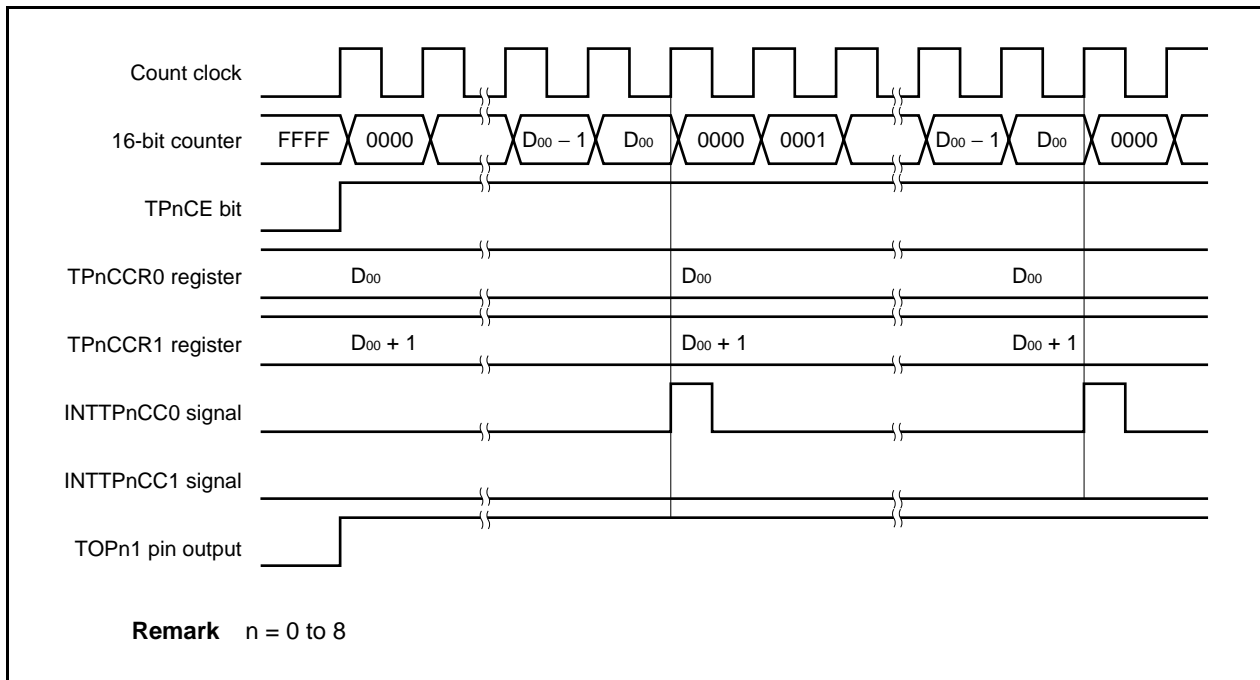 Count clock
16-bit counter FFFF 0000 D00 − 1 D00 0000 0001 D00 − 1 D00 0000
TPnCE bit
TPnCCR0 register D00 D00 D00
TPnCCR1 register D00 + 1 D00 + 1 D00 + 1
INTTPnCC0 signal
INTTPnCC1 signal
TOPn1 pin output
Remark n = 0 to 8